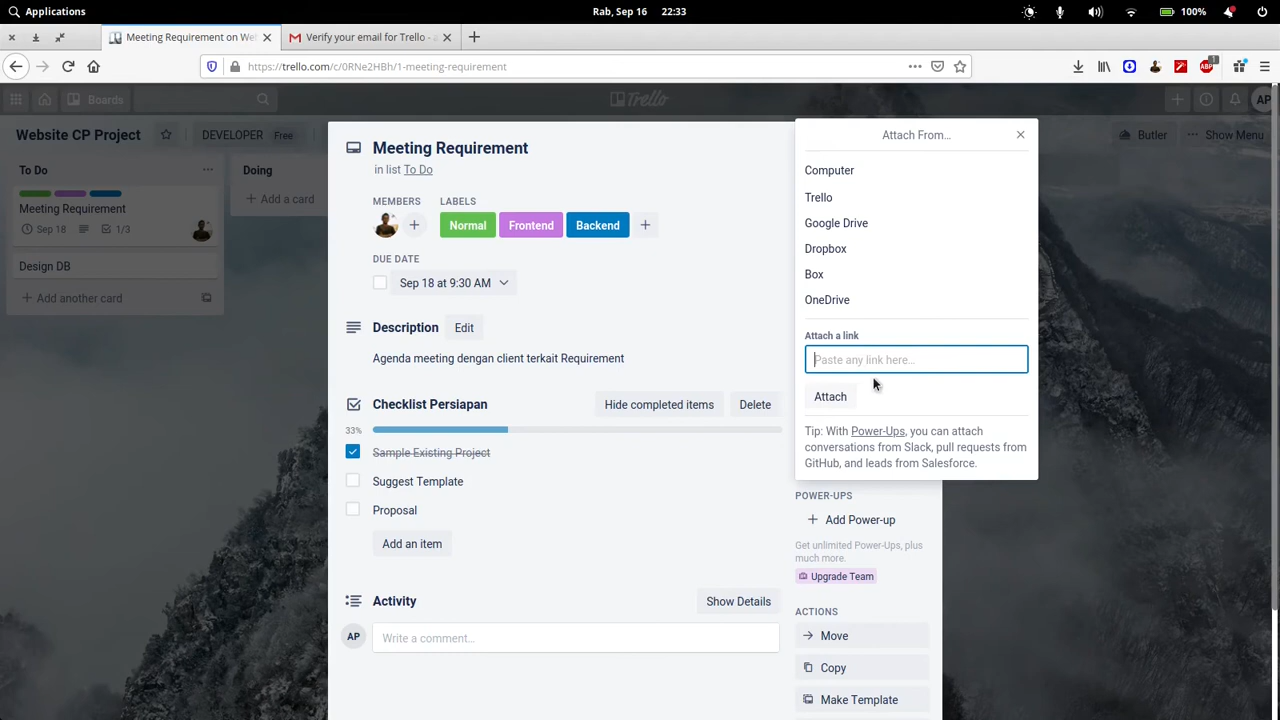 Applications
Rab, Sep 16 22:33
100%
Meeting Requirement on We
Verify your email for Trello -
https://trello.com/c/0RNe2HBh/1-meeting-requirement
1
Boards
Trello
AP
Website CP Project
DEVELOPER
Free
Butler
Show Menu
To Do
Meeting Requirement
Sep 18
1/3
Design DB
Add another card
Doing
Add a card
Meeting Requirement
in list To Do
MEMBERS
LABELS
Normal
Frontend
Backend
DUE DATE
Sep 18 at 9:30 AM
Description
Edit
Agenda meeting dengan client terkait Requirement
Checklist Persiapan
Hide completed items
Delete
33%
Sample Existing Project
Suggest Template
Proposal
Add an item
Activity
Show Details
AP
Write a comment…
Attach From…
Computer
Trello
Google Drive
Dropbox
Box
OneDrive
Attach a link
Paste any link here…
Attach
Tip: With Power-Ups, you can attach
conversations from Slack, pull requests from
GitHub, and leads from Salesforce.
POWER-UPS
Add Power-up
Get unlimited Power-Ups, plus
much more.
Upgrade Team
ACTIONS
Move
Copy
Make Template